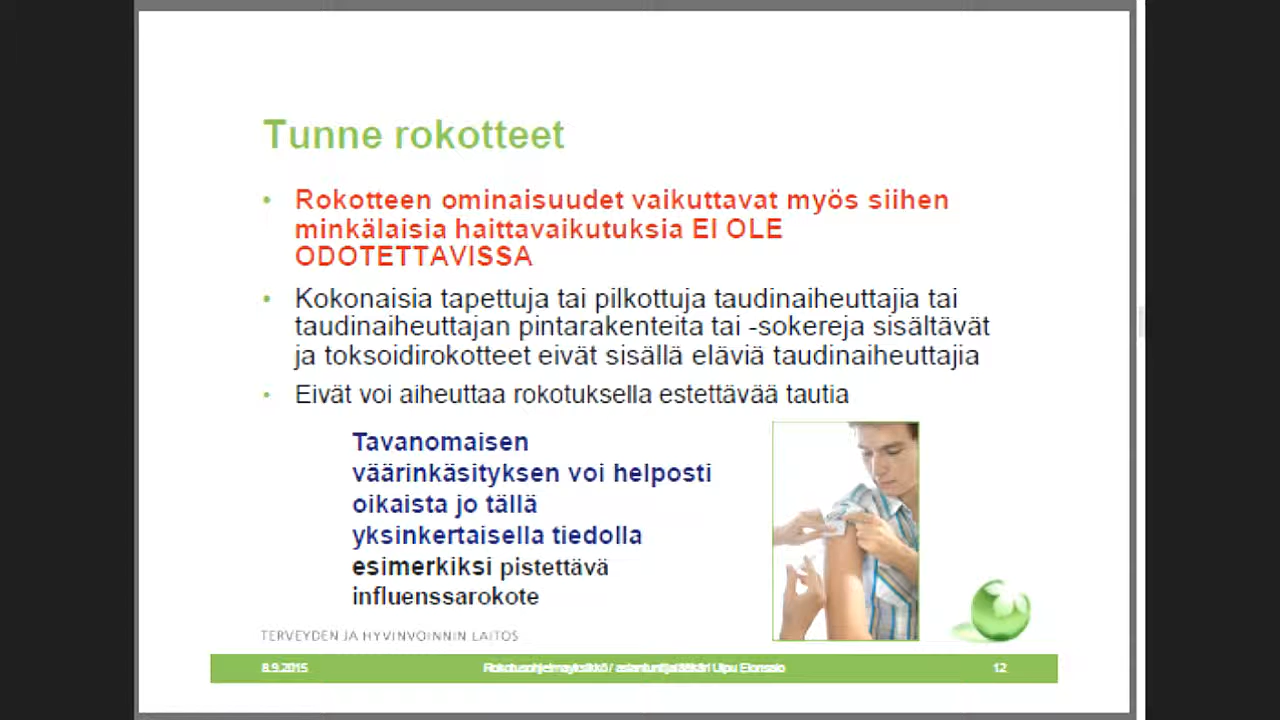 Tunne rokotteet
• Rokotteen ominaisuudet vaikuttavat myös siihen
minkälaisia haittavaikutuksia EI OLE
ODOTETTAVISSA
• Kokonaisia tapettuja tai pilkottuja taudinaiheuttajia tai
taudinaiheuttajan pintarakenteita tai -sokereja sisältävät
ja toksoidirokotteet eivät sisällä eläviä taudinaiheuttajia
• Eivät voi aiheuttaa rokotuksella estettävää tautia
Tavanomaisen
väärinkäsityksen voi helposti
oikaista jo tällä
yksinkertaisella tiedolla
esimerkiksi pistettävä
influenssarokote
TERVEYDEN JA HYVINVOINNIN LAITOS
8.9.2015 / 12